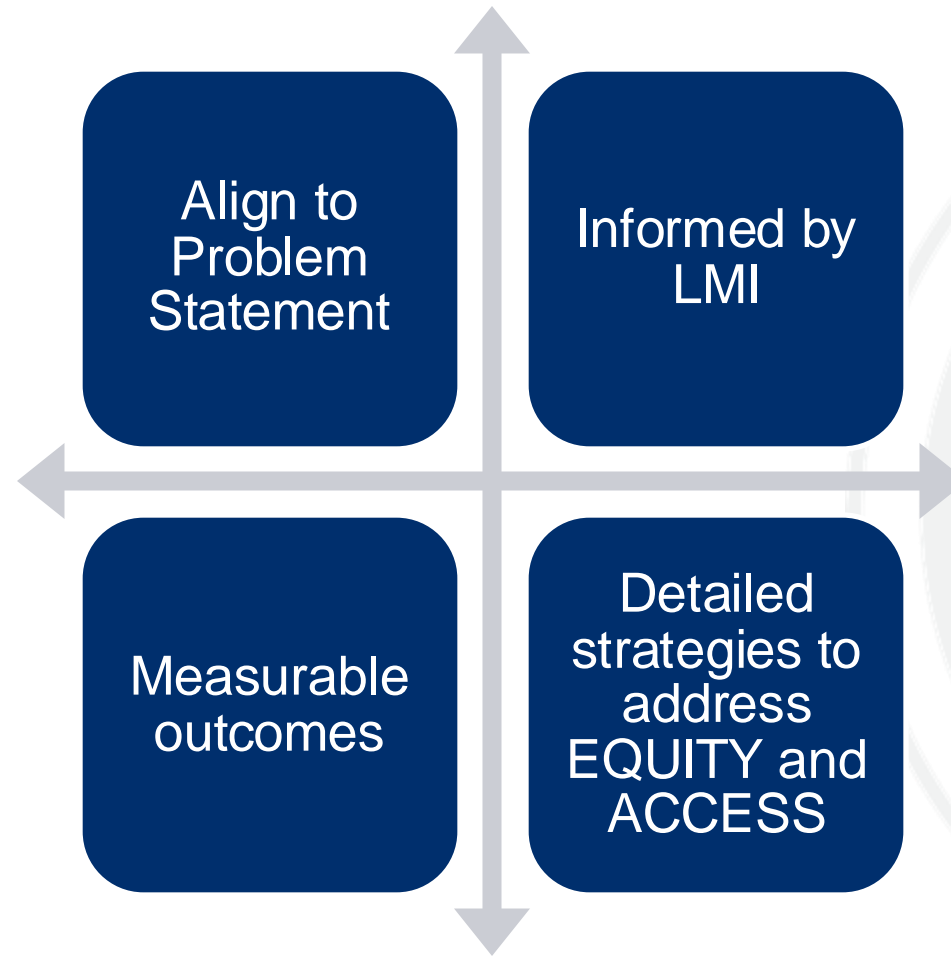 Align to
Problem
Statement
Informed by
LMI
Measurable
outcomes
Detailed
strategies to
address
EQUITY and
ACCESS